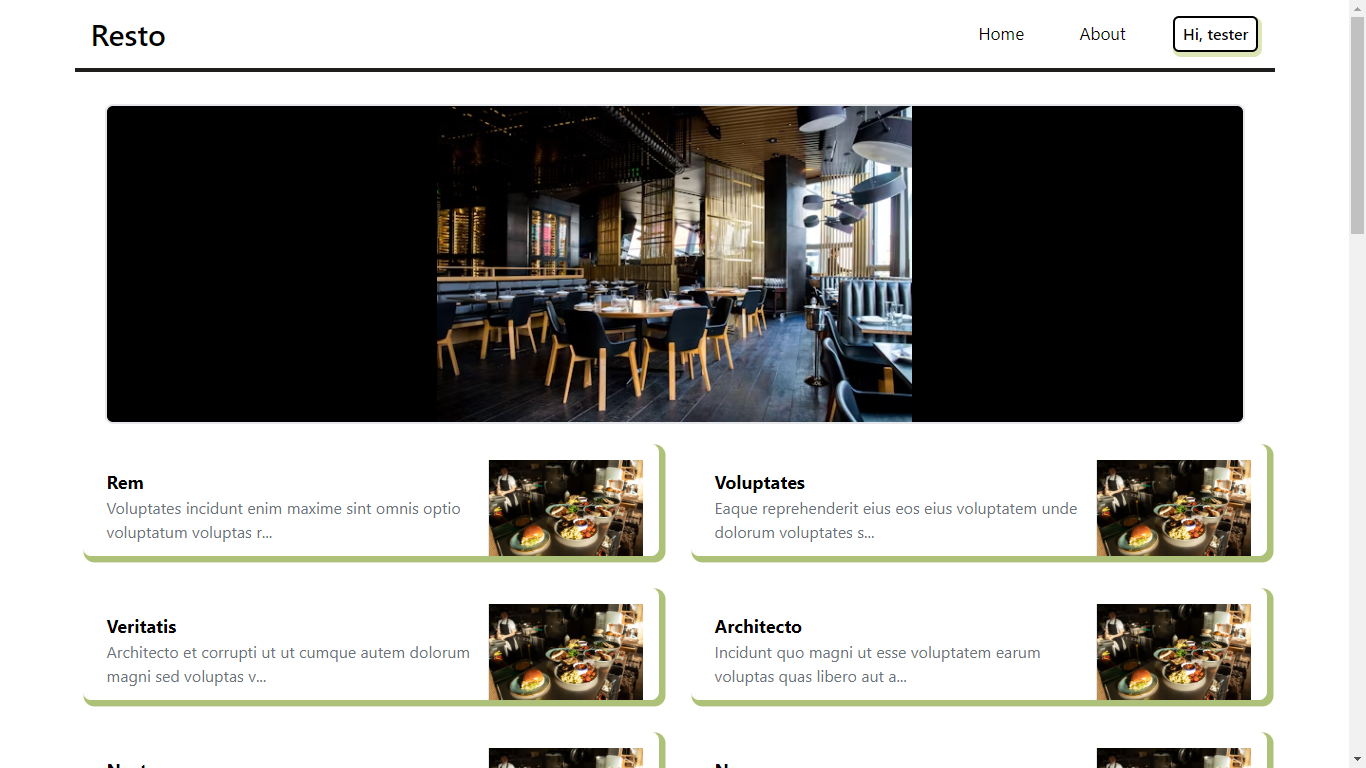 Resto
Home
About
Hi, tester
Rem
Voluptates incidunt enim maxime sint omnis optio
voluptatum voluptas r...
Voluptates
Eaque reprehenderit eius eos eius voluptatem unde
dolorum voluptates s...
Veritatis
Architecto et corrupti ut ut cumque autem dolorum
magni sed voluptas v...
Architecto
Incidunt quo magni ut esse voluptatem earum
voluptas quas libero aut a...